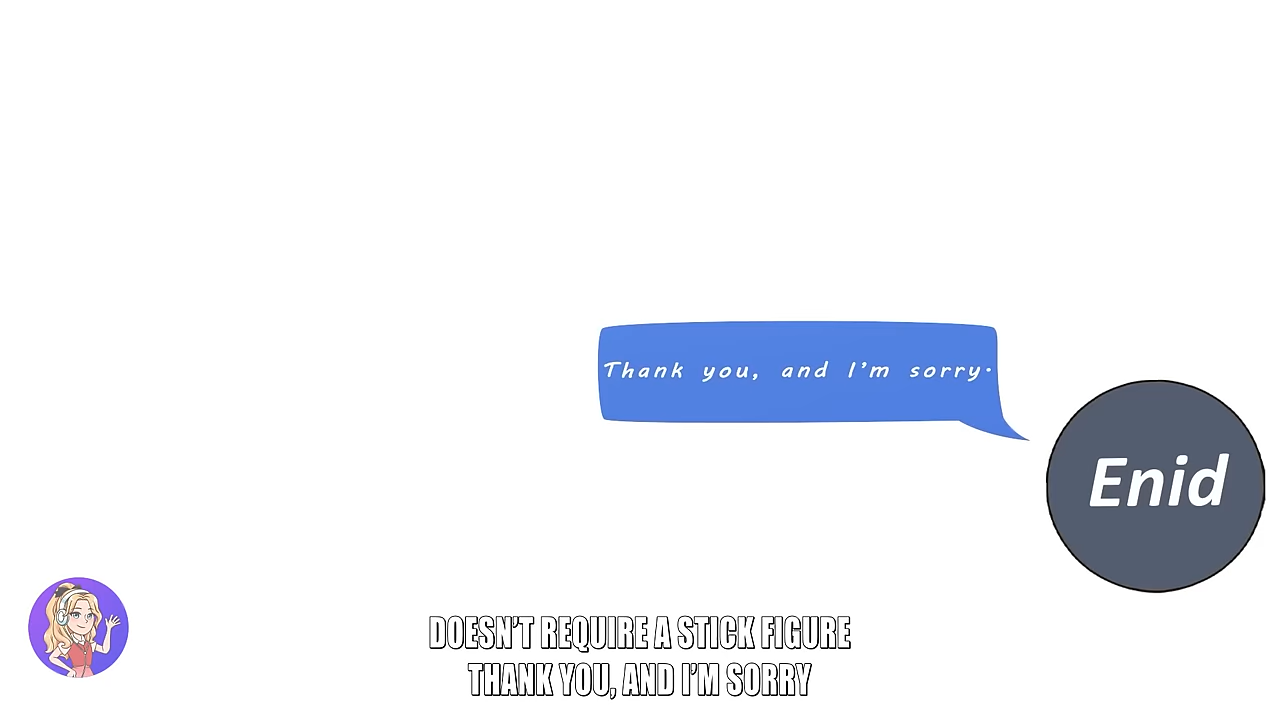 Thank you, and I'm sorry.
Enid
DOESN'T REQUIRE A STICK FIGURE
THANK YOU, AND I'M SORRY